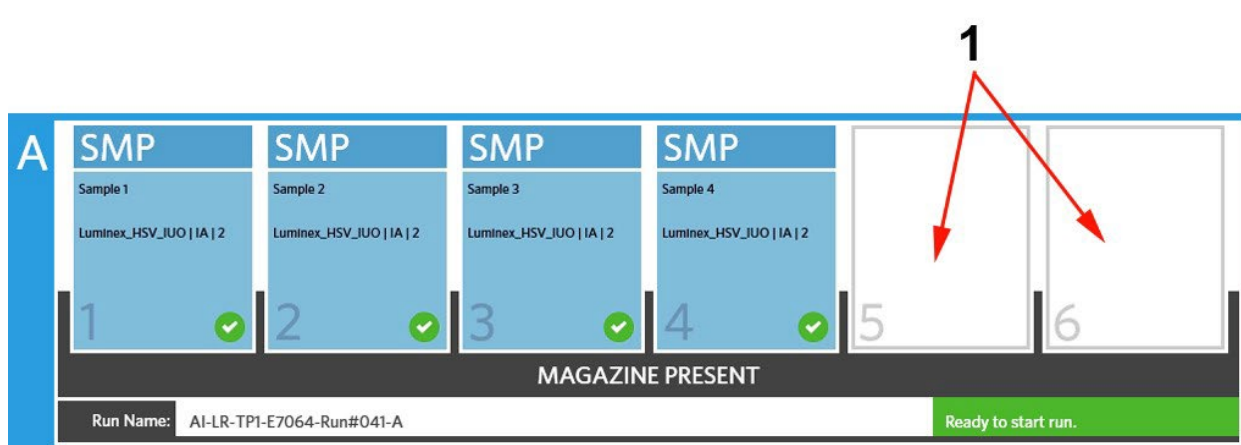 1
A
SMP SMP SMP SMP
Sample 1 Sample 2 Sample 3 Sample 4
Luminex_HSV_IUO | IA | 2 Luminex_HSV_IUO | IA | 2 Luminex_HSV_IUO | IA | 2 Luminex_HSV_IUO | IA | 2
1 2 3 4 5 6
MAGAZINE PRESENT
Run Name: AI-LR-TP1-E7064-Run#041-A Ready to start run.